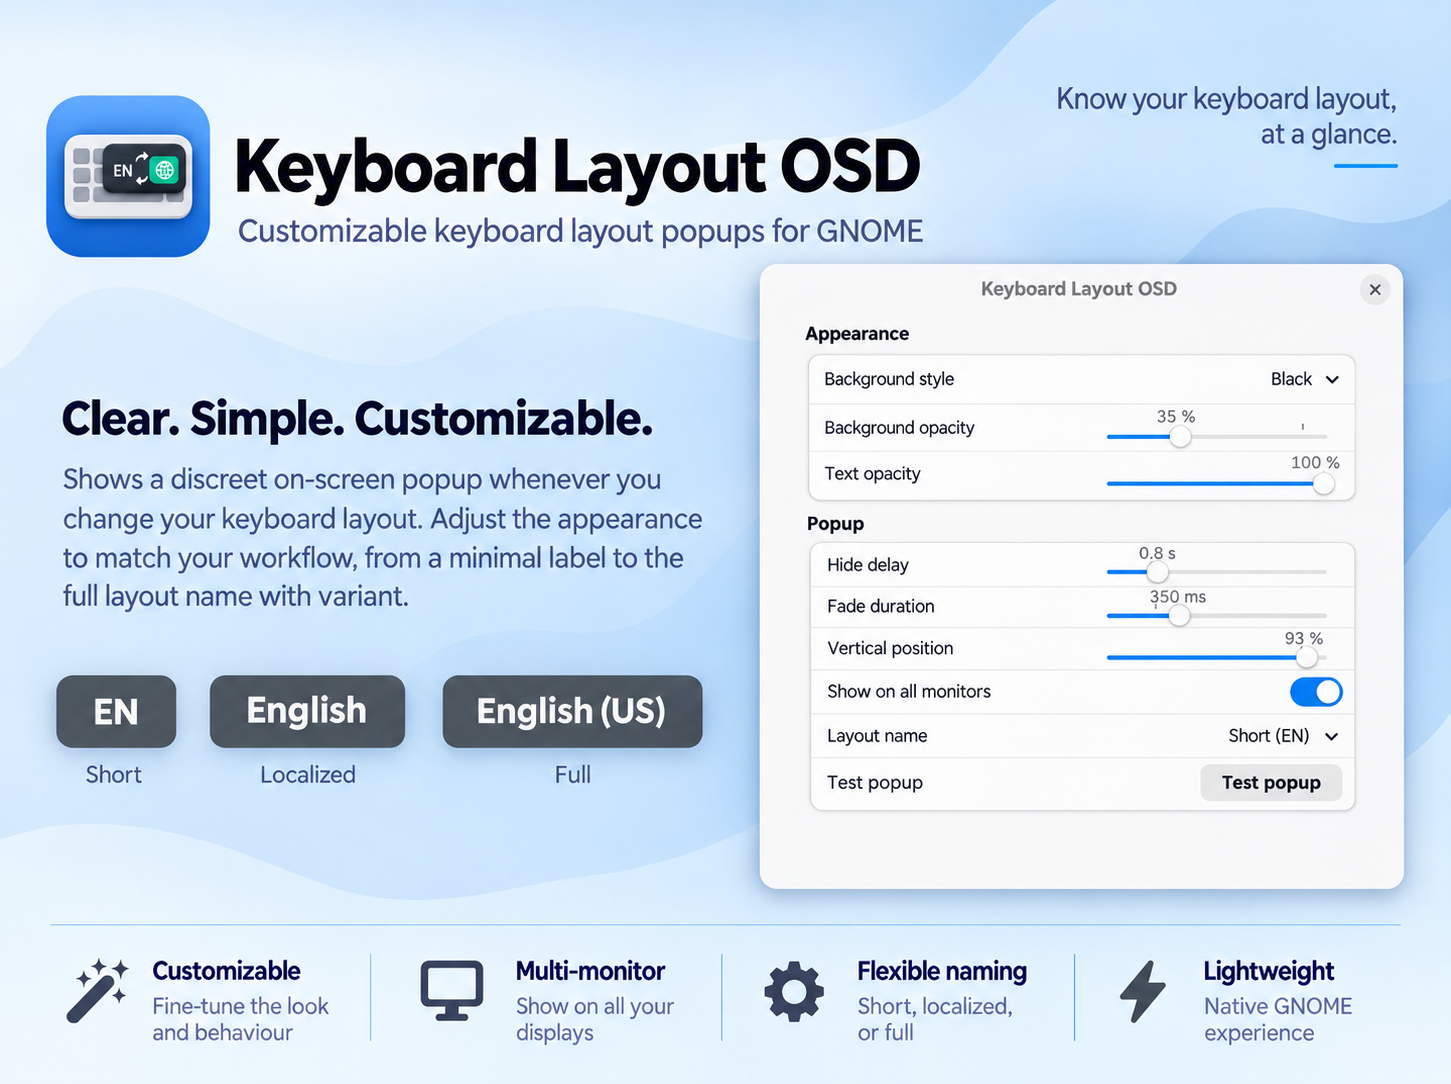 EN
Keyboard Layout OSD
Customizable keyboard layout popups for GNOME
Know your keyboard layout,
at a glance.
Clear. Simple. Customizable.
Shows a discreet on-screen popup whenever you
change your keyboard layout. Adjust the appearance
to match your workflow, from a minimal label to the
full layout name with variant.
EN
English
English (US)
Short
Localized
Full
Keyboard Layout OSD
Appearance
Background style
Black
Background opacity
35 %
Text opacity
100 %
Popup
Hide delay
0.8 s
Fade duration
350 ms
Vertical position
93 %
Show on all monitors
Layout name
Short (EN)
Test popup
Test popup
Customizable
Fine-tune the look
and behaviour
Multi-monitor
Show on all your
displays
Flexible naming
Short, localized,
or full
Lightweight
Native GNOME
experience